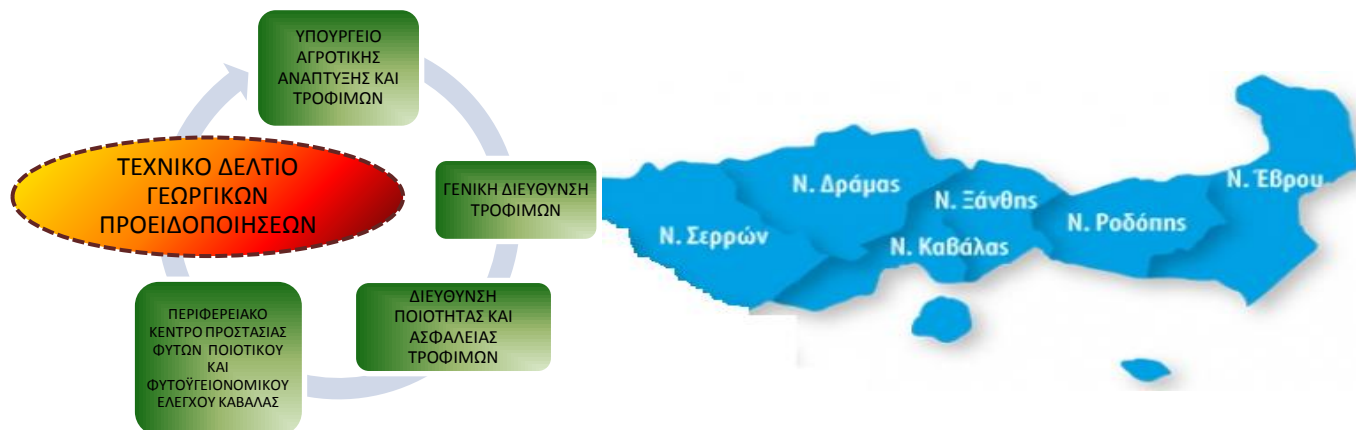 ΥΠΟΥΡΓΕΙΟ
ΑΓΡΟΤΙΚΗΣ
ΑΝΑΠΤΥΞΗΣ ΚΑΙ
ΤΡΟΦΙΜΩΝ
ΤΕΧΝΙΚΟ ΔΕΛΤΙΟ
ΓΕΩΡΓΙΚΩΝ
ΠΡΟΕΙΔΟΠΟΙΗΣΕΩΝ
ΓΕΝΙΚΗ ΔΙΕΥΘΥΝΣΗ
ΤΡΟΦΙΜΩΝ
ΔΙΕΥΘΥΝΣΗ
ΠΟΙΟΤΗΤΑΣ ΚΑΙ
ΑΣΦΑΛΕΙΑΣ
ΤΡΟΦΙΜΩΝ
ΠΕΡΙΦΕΡΕΙΑΚΟ
ΚΕΝΤΡΟ ΠΡΟΣΤΑΣΙΑΣ
ΦΥΤΩΝ ΠΟΙΟΤΙΚΟΥ
ΚΑΙ
ΦΥΤΟΫΓΕΙΟΝΟΜΙΚΟΥ
ΕΛΕΓΧΟΥ ΚΑΒΑΛΑΣ
Ν. Σερρών
Ν. Δράμας
Ν. Καβάλας
Ν. Ξάνθης
Ν. Ροδόπης
Ν. Έβρου